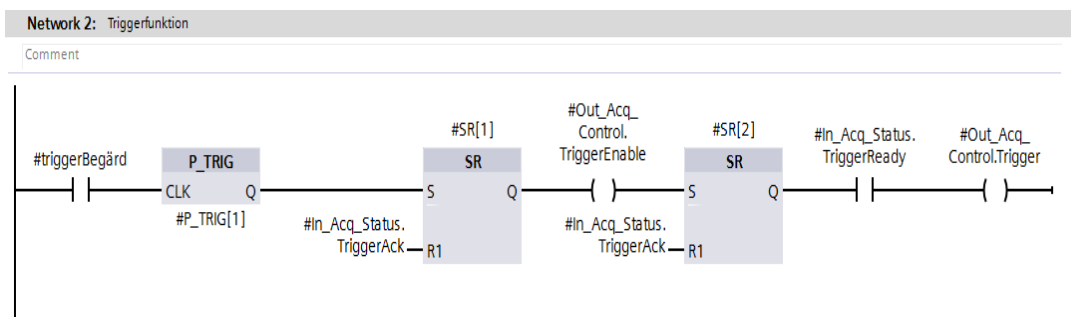 Network 2: Triggerfunktion
Comment
#triggerBegärd
P_TRIG
CLK Q
#P_TRIG[1]
#SR[1]
SR
S Q
#In_Acq_Status.
TriggerAck
R1
#Out_Acq_
Control.
TriggerEnable
#SR[2]
SR
S Q
#In_Acq_Status.
TriggerAck
R1
#In_Acq_Status.
TriggerReady
#Out_Acq_
Control.Trigger